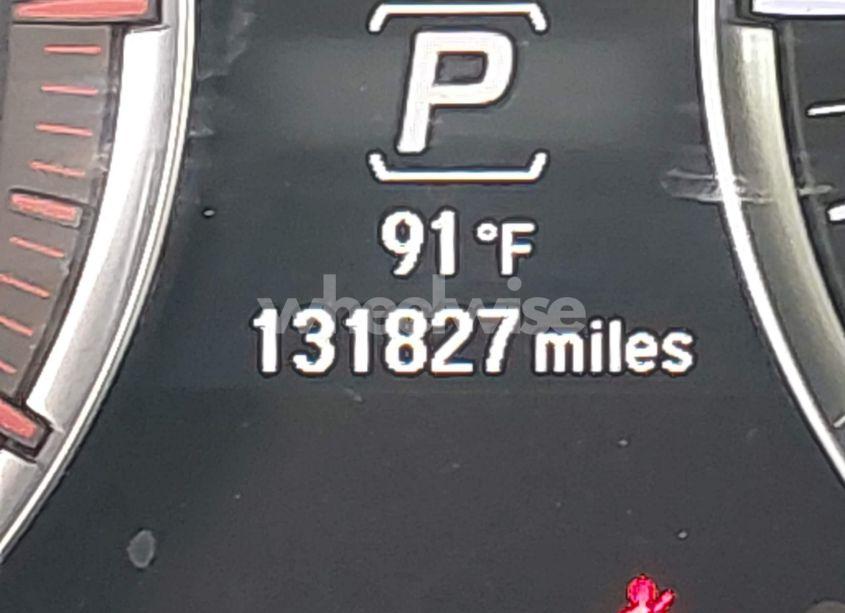 P
91 °F
wheelwise
131827 miles